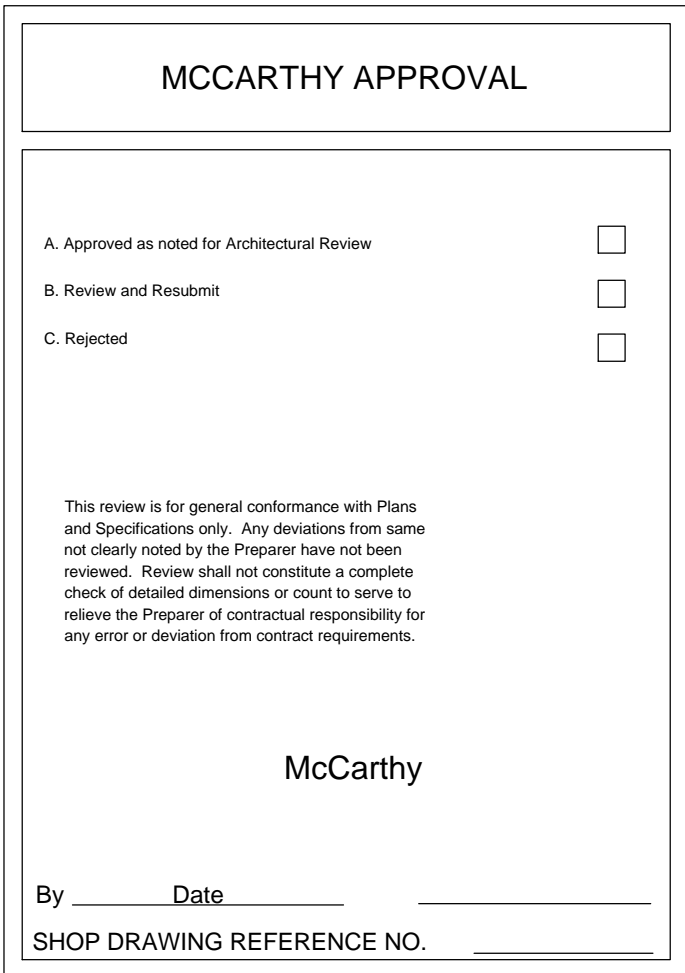 MCCARTHY APPROVAL
A. Approved as noted for Architectural Review
B. Review and Resubmit
C. Rejected
This review is for general conformance with Plans
and Specifications only.  Any deviations from same
not clearly noted by the Preparer have not been
reviewed.  Review shall not constitute a complete
check of detailed dimensions or count to serve to
relieve the Preparer of contractual responsibility for
any error or deviation from contract requirements.
McCarthy
By Date
SHOP DRAWING REFERENCE NO.